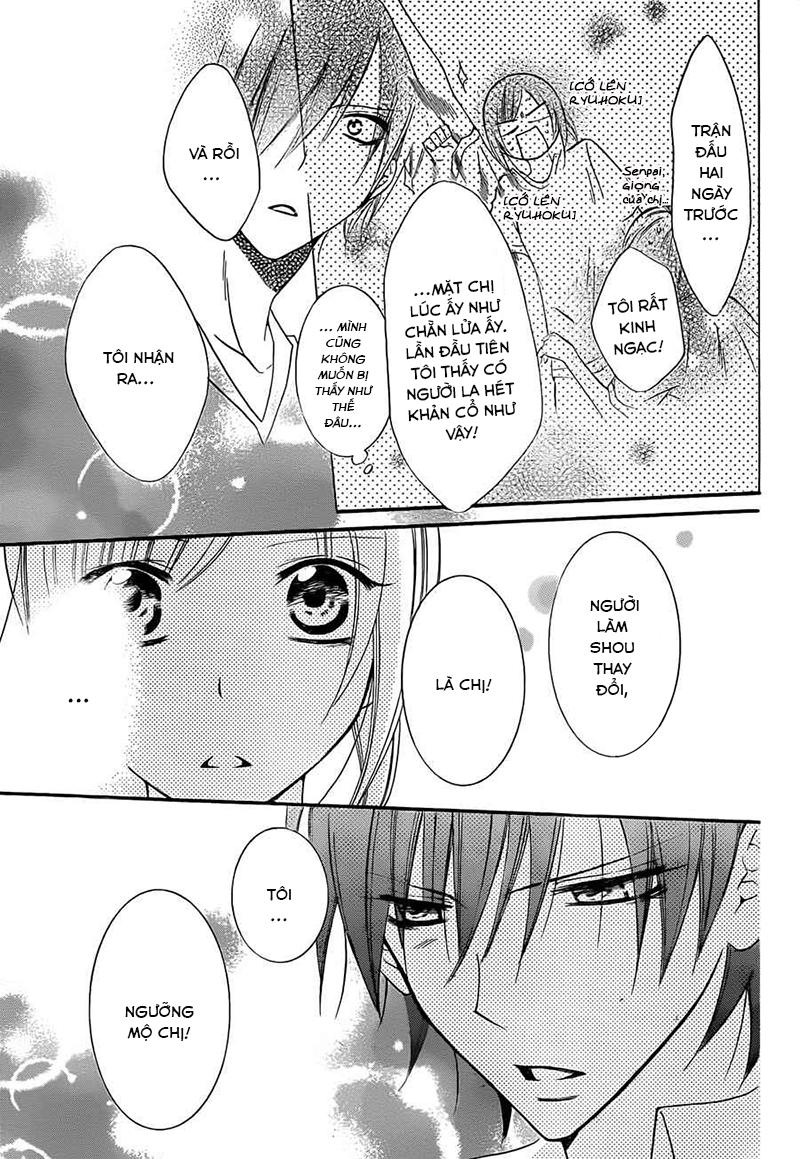 TRẬN
ĐẤU HAI
NGÀY
TRƯỚC
...
[CỐ LÊN
RYUHOKU]
Senpai,
giọng
của chị...
[CỐ LÊN
RYUHOKU]
TÔI RẤT
KINH
NGẠC!
...MẶT CHỊ
LÚC ẤY NHƯ
CHẰN LỬA ẤY.
LẦN ĐẦU TIÊN
TÔI THẤY CÓ
NGƯỜI LA HÉT
KHẢN CỔ NHƯ
VẬY!
... MÌNH
CŨNG
KHÔNG
MUỐN BỊ
THẤY NHƯ
THẾ
ĐÂU...
VÀ RỒI
...
TÔI NHẬN
RA...
NGƯỜI
LÀM
SHOU
THAY
ĐỔI,
LÀ CHỊ!
...
TÔI
...
NGƯỠNG
MỘ CHỊ!